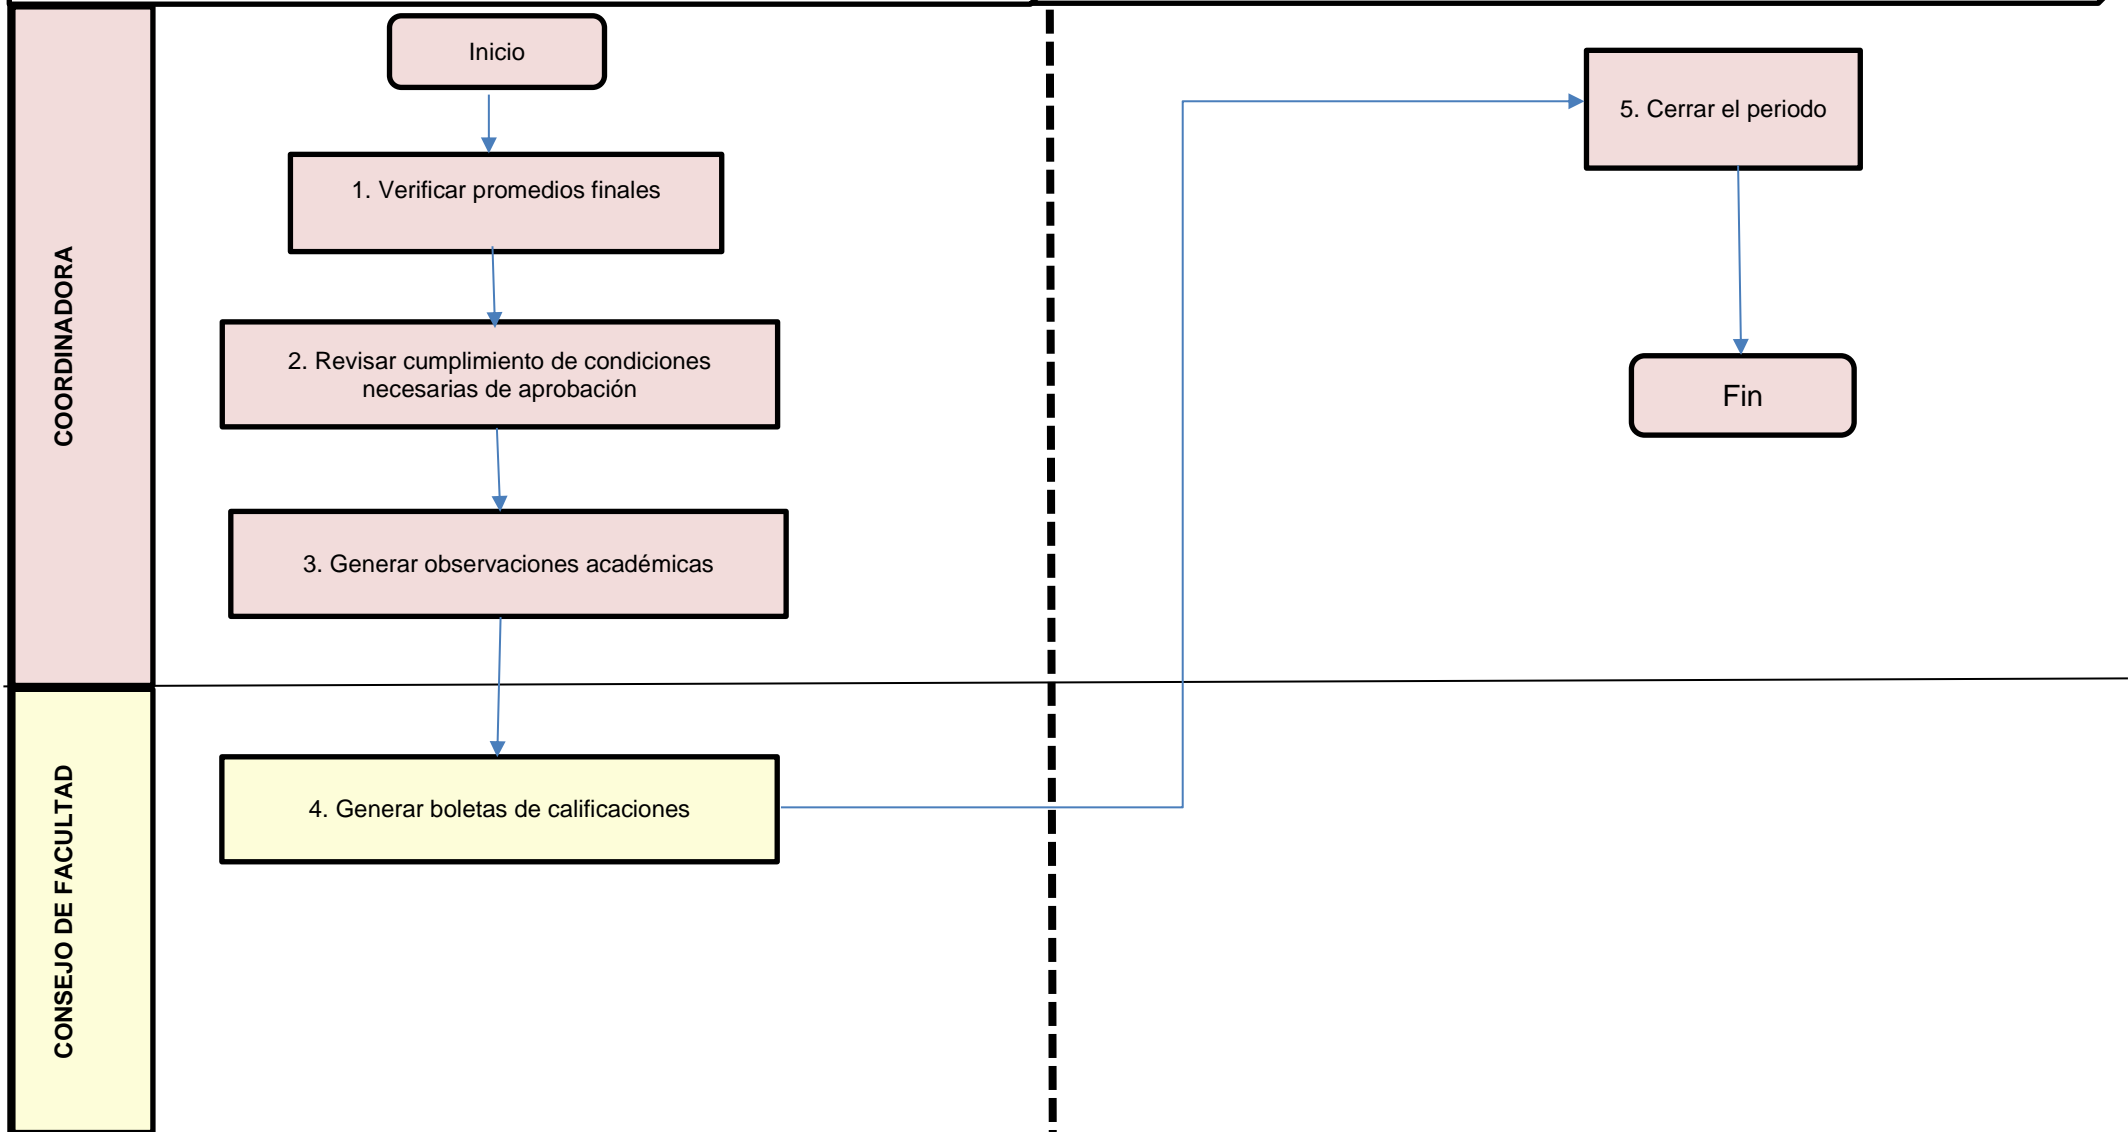 COORDINADORA
Inicio
1. Verificar promedios finales
2. Revisar cumplimiento de condiciones
necesarias de aprobación
3. Generar observaciones académicas
5. Cerrar el periodo
Fin
CONSEJO DE FACULTAD
4. Generar boletas de calificaciones